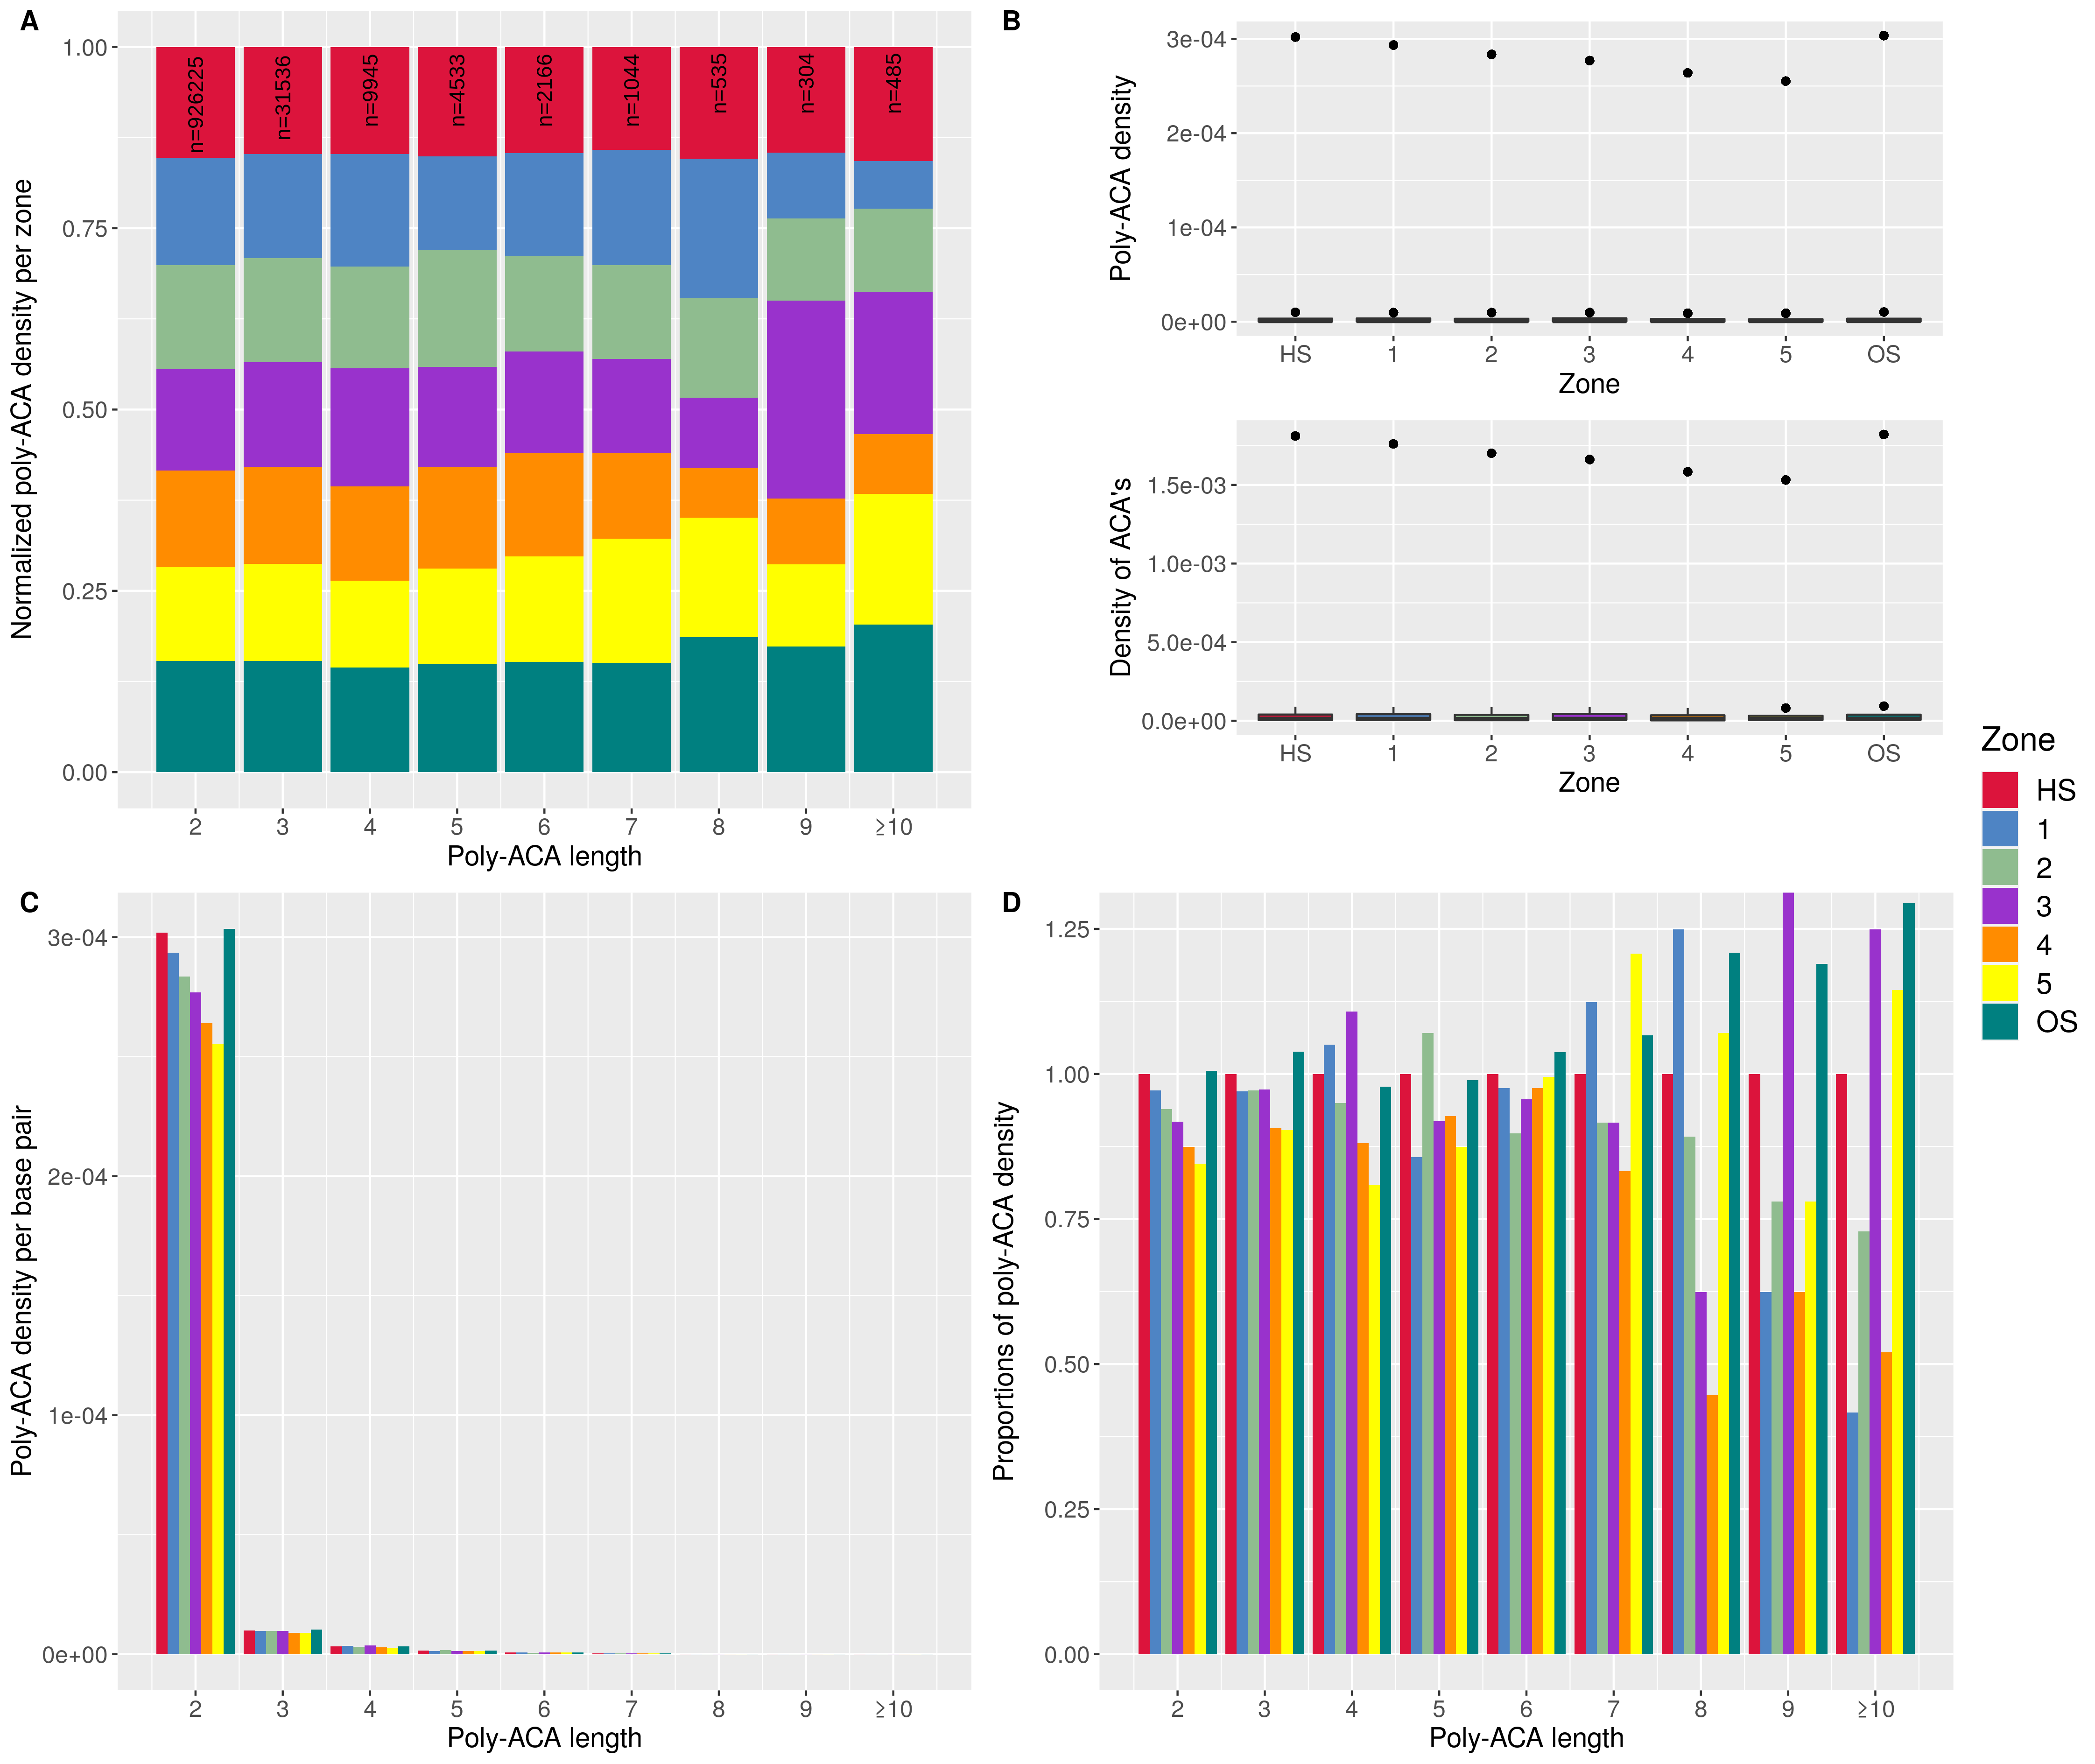 A
Normalized poly-ACA density per zone
1.00
0.75
0.50
0.25
0.00
n=926225
n=31536
n=9945
n=4533
n=2166
n=1044
n=535
n=304
n=485
2 3 4 5 6 7 8 9 ≥10
Poly-ACA length
B
Poly-ACA density
3e-04
2e-04
1e-04
0e+00
HS 1 2 3 4 5 OS
Zone
Density of ACA's
1.5e-03
1.0e-03
5.0e-04
0.0e+00
HS 1 2 3 4 5 OS
Zone
Zone
HS
1
2
3
4
5
OS
C
Poly-ACA density per base pair
3e-04
2e-04
1e-04
0e+00
2 3 4 5 6 7 8 9 ≥10
Poly-ACA length
D
Proportions of poly-ACA density
1.25
1.00
0.75
0.50
0.25
0.00
2 3 4 5 6 7 8 9 ≥10
Poly-ACA length